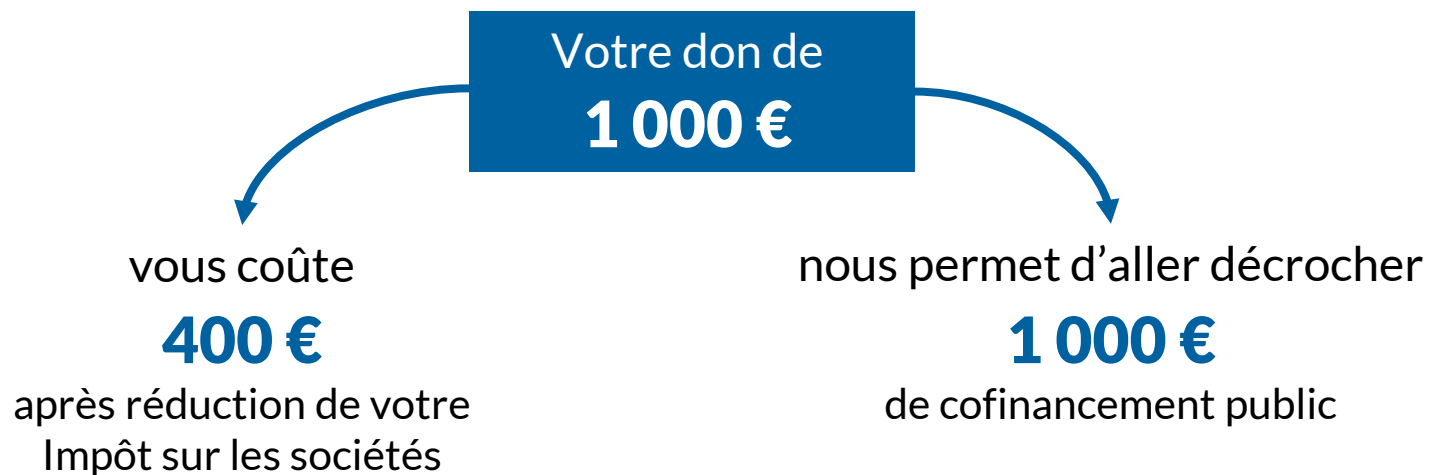 Votre don de
1 000 €
vous coûte
400 €
après réduction de votre
Impôt sur les sociétés
nous permet d’aller décrocher
1 000 €
de cofinancement public